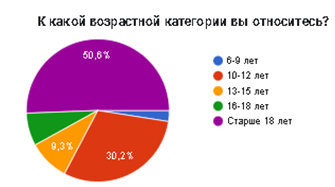 К какой возрастной категории вы относитесь?
50,6%
9,3%
30,2%
6-9 лет
10-12 лет
13-15 лет
16-18 лет
Старше 18 лет